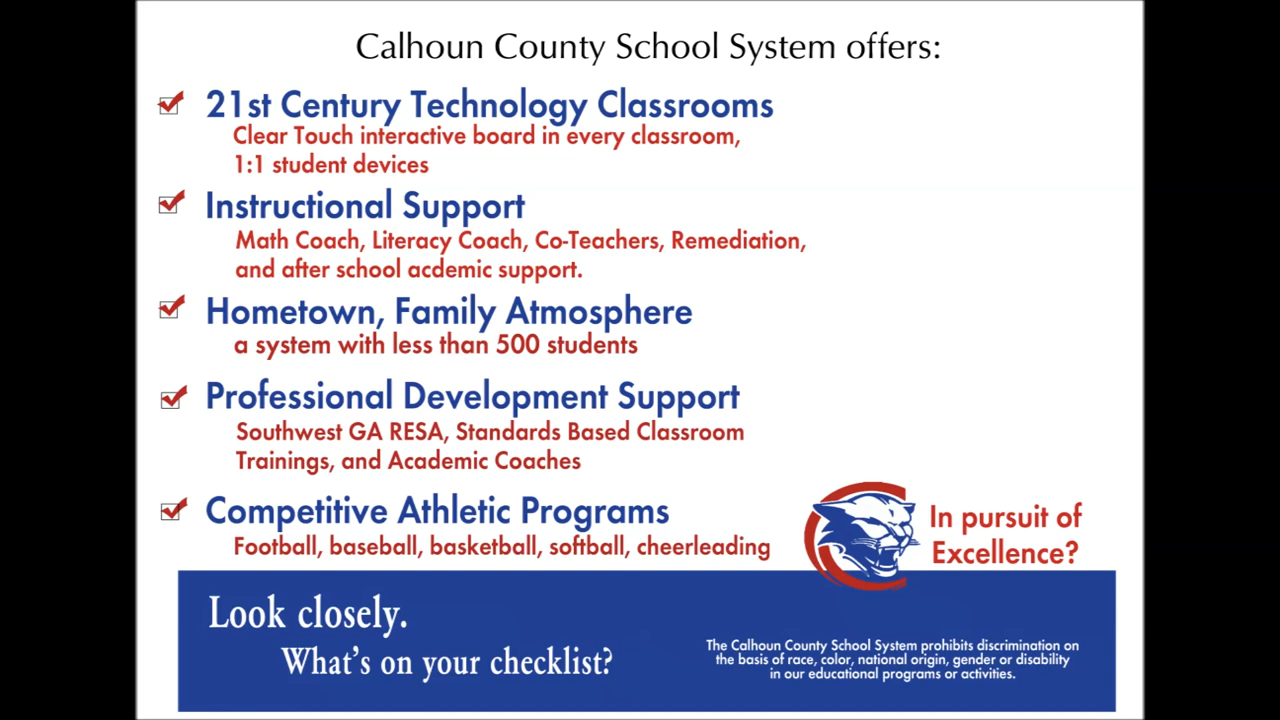 Calhoun County School System offers:
21st Century Technology Classrooms
Clear Touch interactive board in every classroom,
1:1 student devices
Instructional Support
Math Coach, Literacy Coach, Co-Teachers, Remediation,
and after school acdemic support.
Hometown, Family Atmosphere
a system with less than 500 students
Professional Development Support
Southwest GA RESA, Standards Based Classroom
Trainings, and Academic Coaches
Competitive Athletic Programs
Football, baseball, basketball, softball, cheerleading
In pursuit of
Excellence?
Look closely.
What's on your checklist?
The Calhoun County School System prohibits discrimination on
the basis of race, color, national origin, gender or disability
in our educational programs or activities.